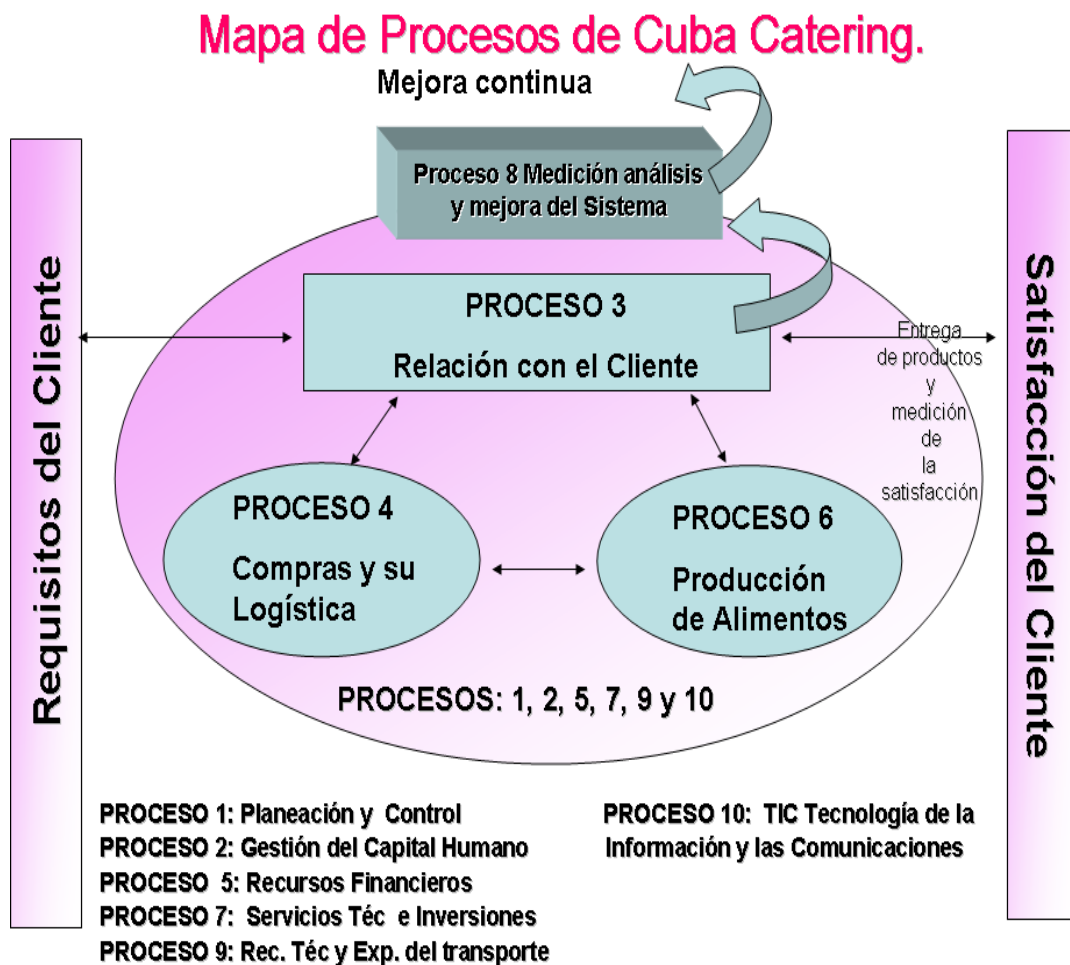 Mapa de Procesos de Cuba Catering.
Mejora continua
Proceso 8 Medición análisis
y mejora del Sistema
Requisitos del Cliente
PROCESO 3
Relación con el Cliente
Entrega
de productos
y
medición
de
la
satisfacción
Satisfacción del Cliente
PROCESO 4
Compras y su
Logística
PROCESO 6
Producción
de Alimentos
PROCESOS: 1, 2, 5, 7, 9 y 10
PROCESO 1: Planeación y Control
PROCESO 2: Gestión del Capital Humano
PROCESO 5: Recursos Financieros
PROCESO 7: Servicios Téc e Inversiones
PROCESO 9: Rec. Téc y Exp. del transporte
PROCESO 10: TIC Tecnología de la
Información y las Comunicaciones